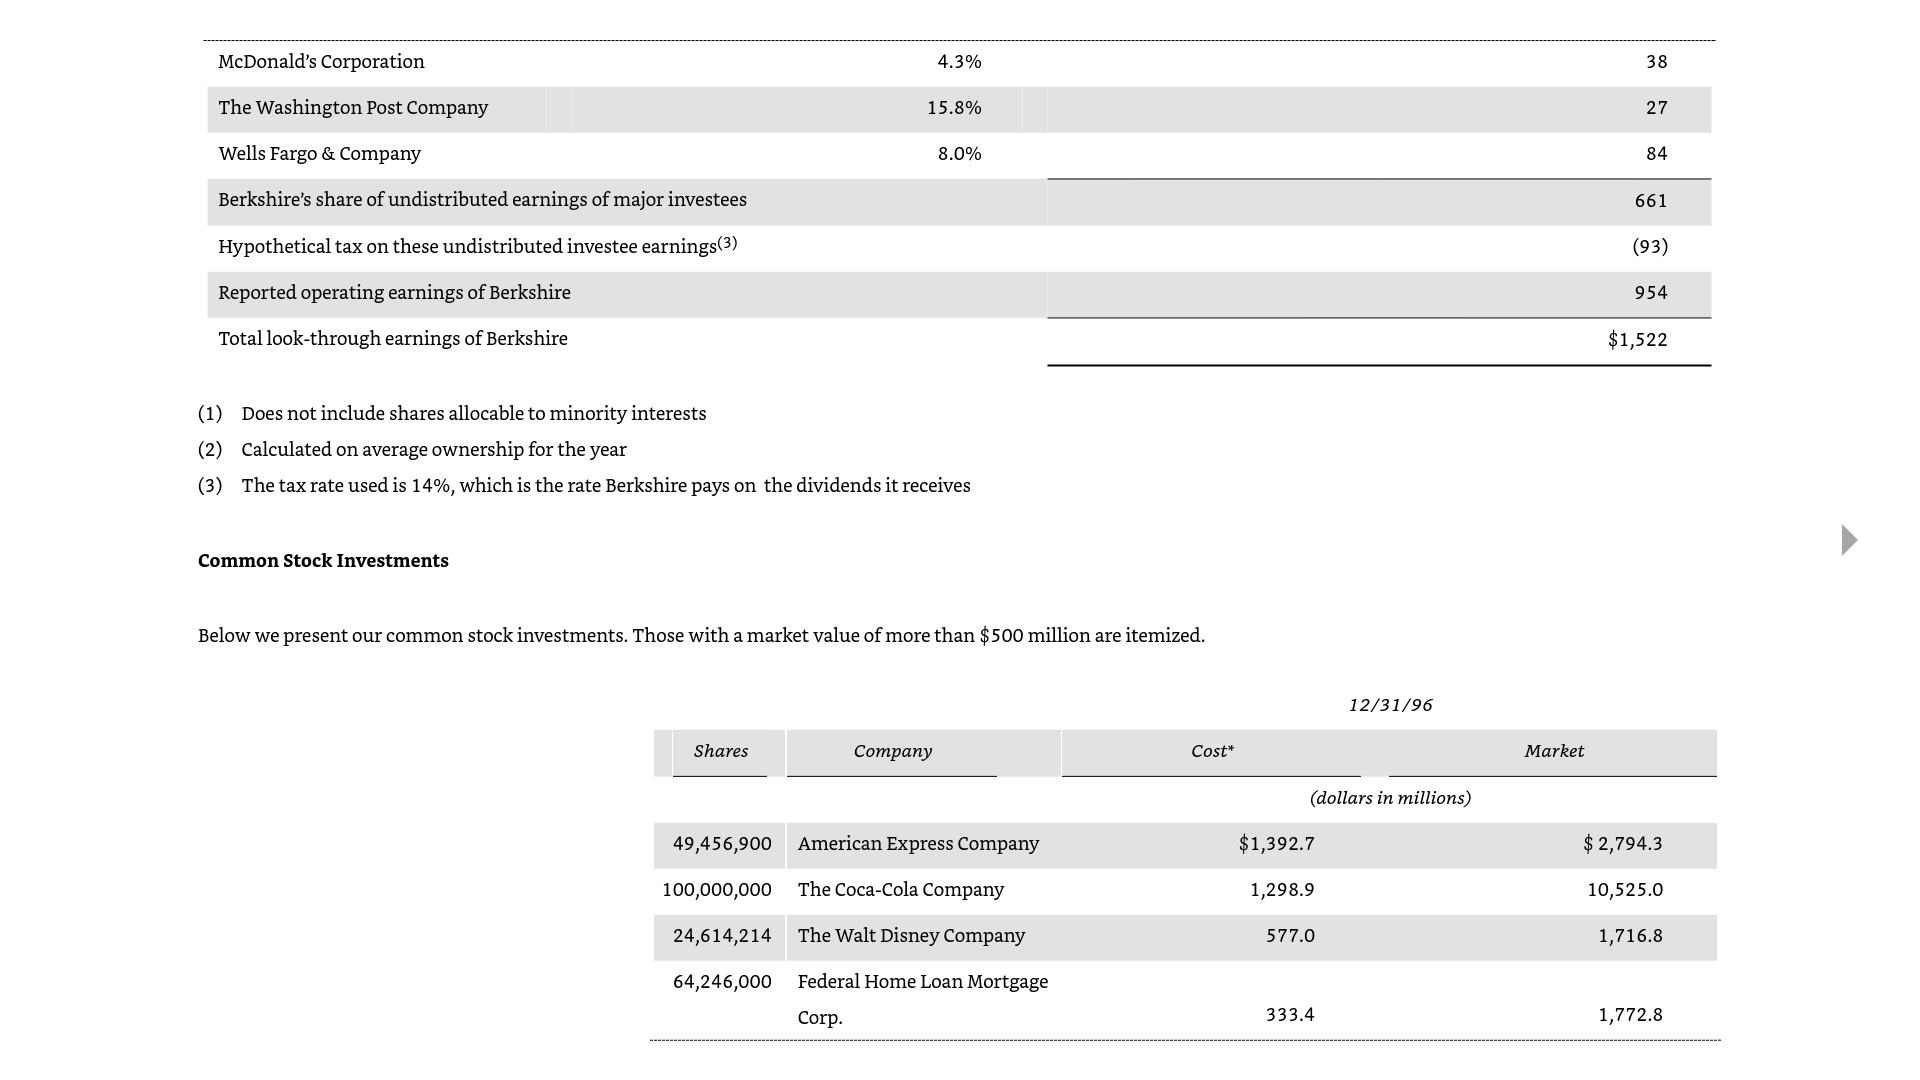 McDonald’s Corporation 4.3% 38
The Washington Post Company 15.8% 27
Wells Fargo & Company 8.0% 84
Berkshire’s share of undistributed earnings of major investees 661
Hypothetical tax on these undistributed investee earnings(3) (93)
Reported operating earnings of Berkshire 954
Total look-through earnings of Berkshire $1,522
(1) Does not include shares allocable to minority interests
(2) Calculated on average ownership for the year
(3) The tax rate used is 14%, which is the rate Berkshire pays on the dividends it receives
Common Stock Investments
Below we present our common stock investments. Those with a market value of more than $500 million are itemized.
12/31/96
Shares Company Cost* Market
(dollars in millions)
49,456,900 American Express Company $1,392.7 $ 2,794.3
100,000,000 The Coca-Cola Company 1,298.9 10,525.0
24,614,214 The Walt Disney Company 577.0 1,716.8
64,246,000 Federal Home Loan Mortgage
Corp. 333.4 1,772.8